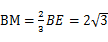 BM = 2/3 BE = 2√3